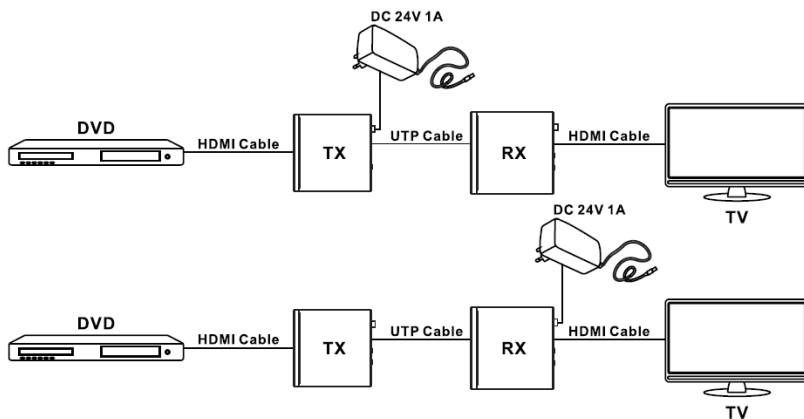 DC 24V 1A
DVD
HDMI Cable
TX
UTP Cable
RX
HDMI Cable
TV
DC 24V 1A
DVD
HDMI Cable
TX
UTP Cable
RX
HDMI Cable
TV